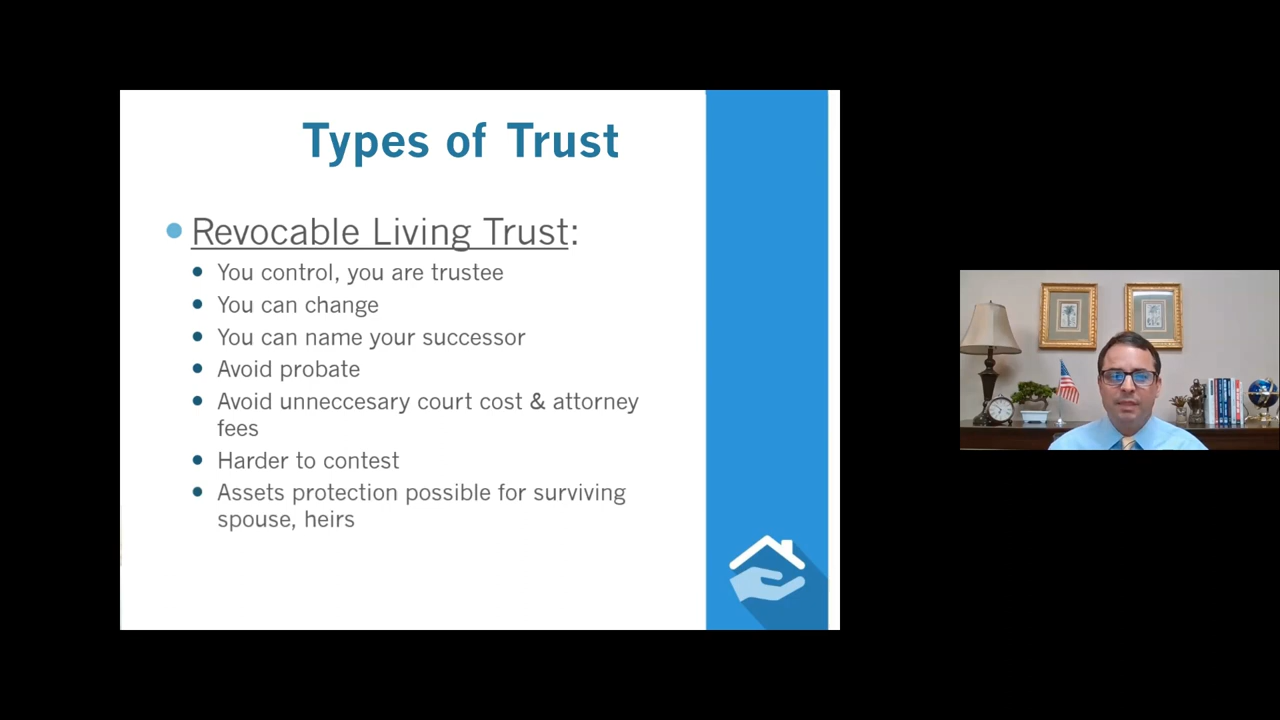 Types of Trust
Revocable Living Trust:
You control, you are trustee
You can change
You can name your successor
Avoid probate
Avoid unneccesary court cost & attorney
fees
Harder to contest
Assets protection possible for surviving
spouse, heirs